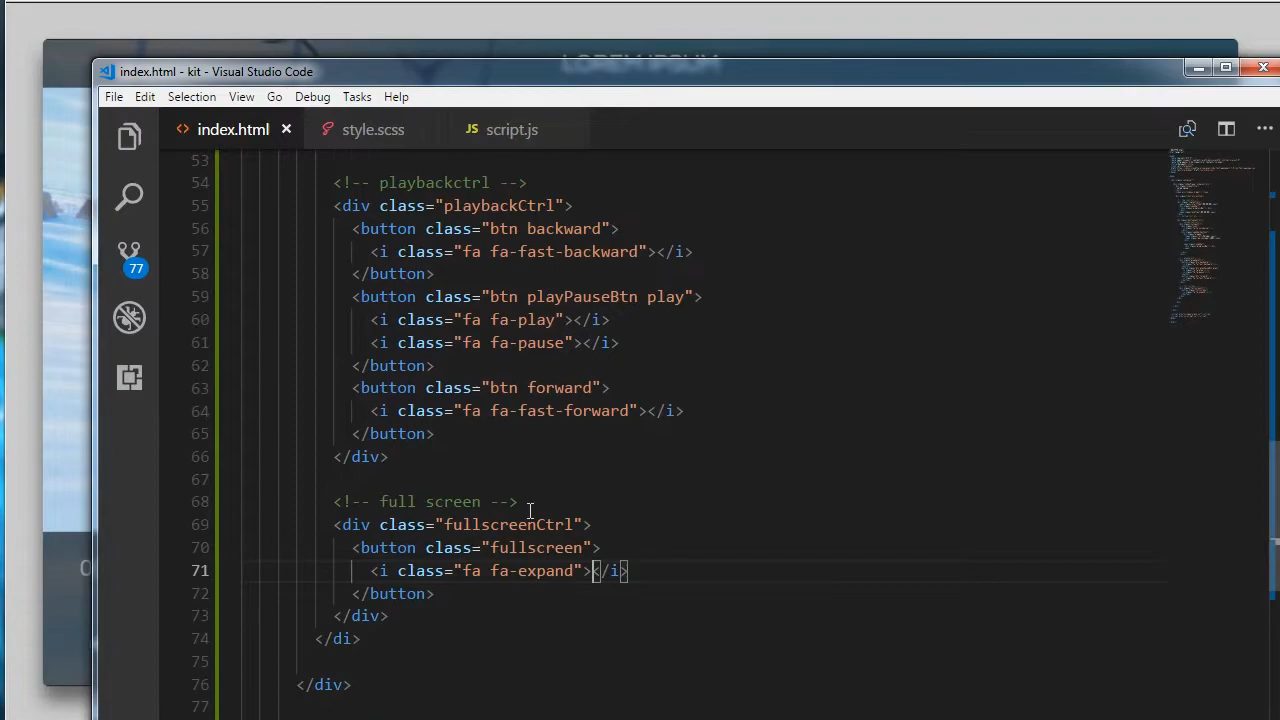 LOREM IPSUM
index.html - kit - Visual Studio Code
File Edit Selection View Go Debug Tasks Help
<> index.html × style.scss JS script.js
53
54 <!-- playbackctrl -->
55 <div class="playbackCtrl">
56 <button class="btn backward">
57 <i class="fa fa-fast-backward"></i>
58 </button>
59 <button class="btn playPauseBtn play">
60 <i class="fa fa-play"></i>
61 <i class="fa fa-pause"></i>
62 </button>
63 <button class="btn forward">
64 <i class="fa fa-fast-forward"></i>
65 </button>
66 </div>
67
68 <!-- full screen -->
69 <div class="fullscreenCtrl">
70 <button class="fullscreen">
71 <i class="fa fa-expand"></i>
72 </button>
73 </div>
74 </di>
75
76 </div>
77
77